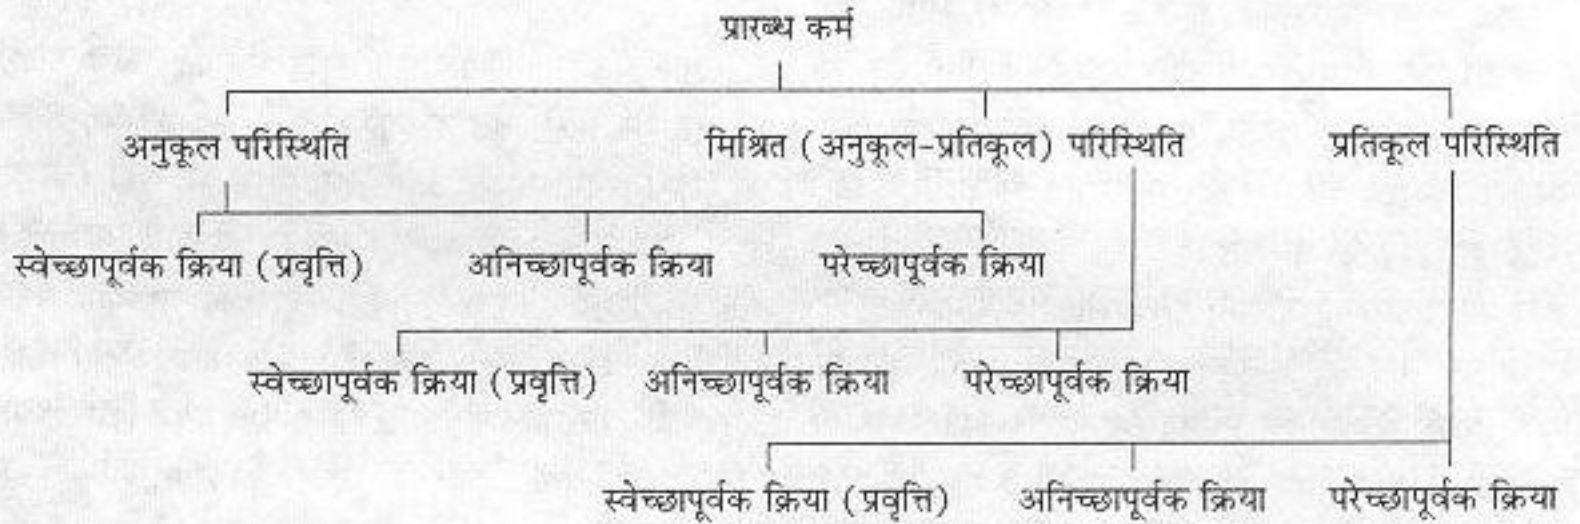 प्रारब्ध कर्म
अनुकूल परिस्थिति मिश्रित (अनुकूल-प्रतिकूल) परिस्थिति प्रतिकूल परिस्थिति
स्वेच्छापूर्वक क्रिया (प्रवृत्ति) अनिच्छापूर्वक क्रिया परेच्छापूर्वक क्रिया
स्वेच्छापूर्वक क्रिया (प्रवृत्ति) अनिच्छापूर्वक क्रिया परेच्छापूर्वक क्रिया
स्वेच्छापूर्वक क्रिया (प्रवृत्ति) अनिच्छापूर्वक क्रिया परेच्छापूर्वक क्रिया